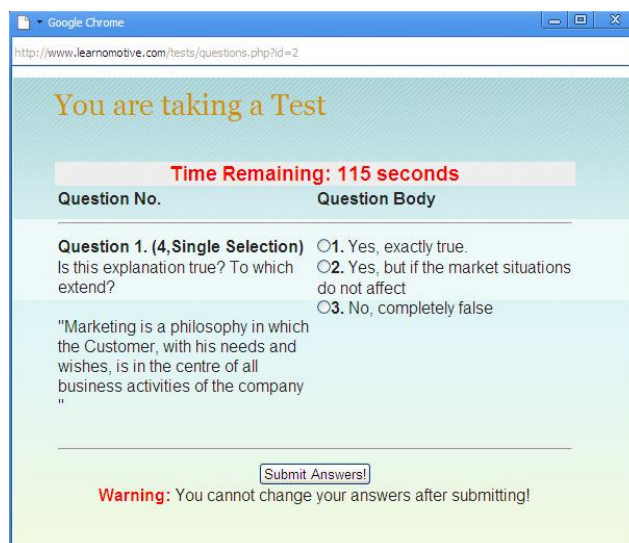 Google Chrome
http://www.learnomotive.com/tests/questions.php?id=2
You are taking a Test
Time Remaining: 115 seconds
Question No.
Question Body
Question 1. (4,Single Selection)
Is this explanation true? To which
extend?
"Marketing is a philosophy in which
the Customer, with his needs and
wishes, is in the centre of all
business activities of the company
"
1. Yes, exactly true.
2. Yes, but if the market situations
do not affect
3. No, completely false
Submit Answers!
Warning: You cannot change your answers after submitting!